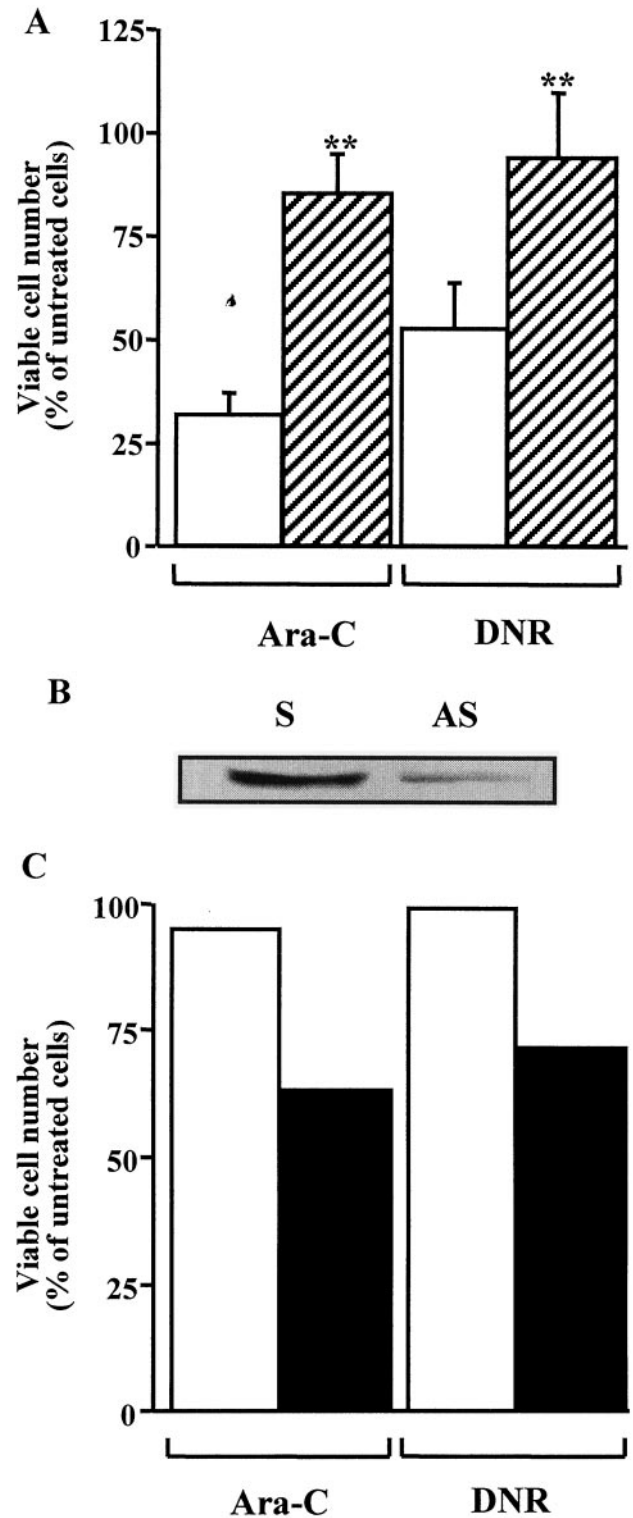 A
Viable cell number
(% of untreated cells)
125
100
75
50
25
0
**
**
Ara-C
DNR
B
S
AS
C
Viable cell number
(% of untreated cells)
100
75
50
25
0
Ara-C
DNR